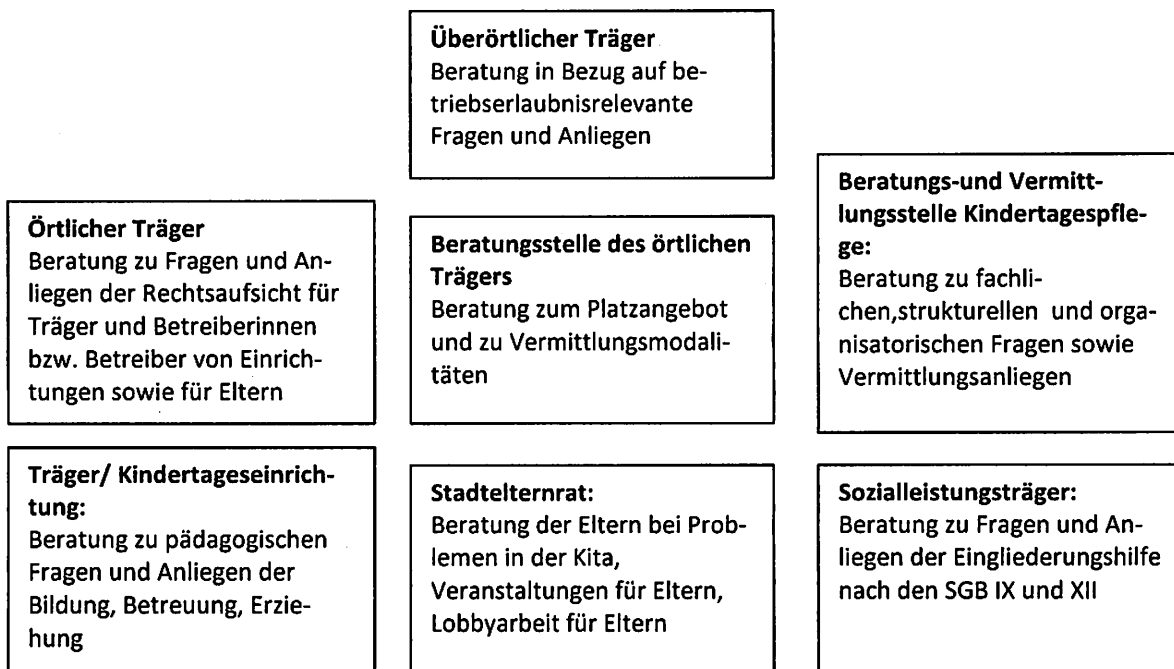 Überörtlicher Träger
Beratung in Bezug auf be-
triebserlaubnisrelevante
Fragen und Anliegen
Örtlicher Träger
Beratung zu Fragen und An-
liegen der Rechtsaufsicht für
Träger und Betreiberinnen
bzw. Betreiber von Einrich-
tungen sowie für Eltern
Beratungsstelle des örtlichen
Trägers
Beratung zum Platzangebot
und zu Vermittlungsmodali-
täten
Beratungs-und Vermitt-
lungsstelle Kindertagespfle-
ge:
Beratung zu fachli-
chen,strukturellen und orga-
nisatorischen Fragen sowie
Vermittlungsanliegen
Träger/ Kindertageseinrich-
tung:
Beratung zu pädagogischen
Fragen und Anliegen der
Bildung, Betreuung, Erzie-
hung
Stadtelternrat:
Beratung der Eltern bei Prob-
lemen in der Kita,
Veranstaltungen für Eltern,
Lobbyarbeit für Eltern
Sozialleistungsträger:
Beratung zu Fragen und An-
liegen der Eingliederungshilfe
nach den SGB IX und XII